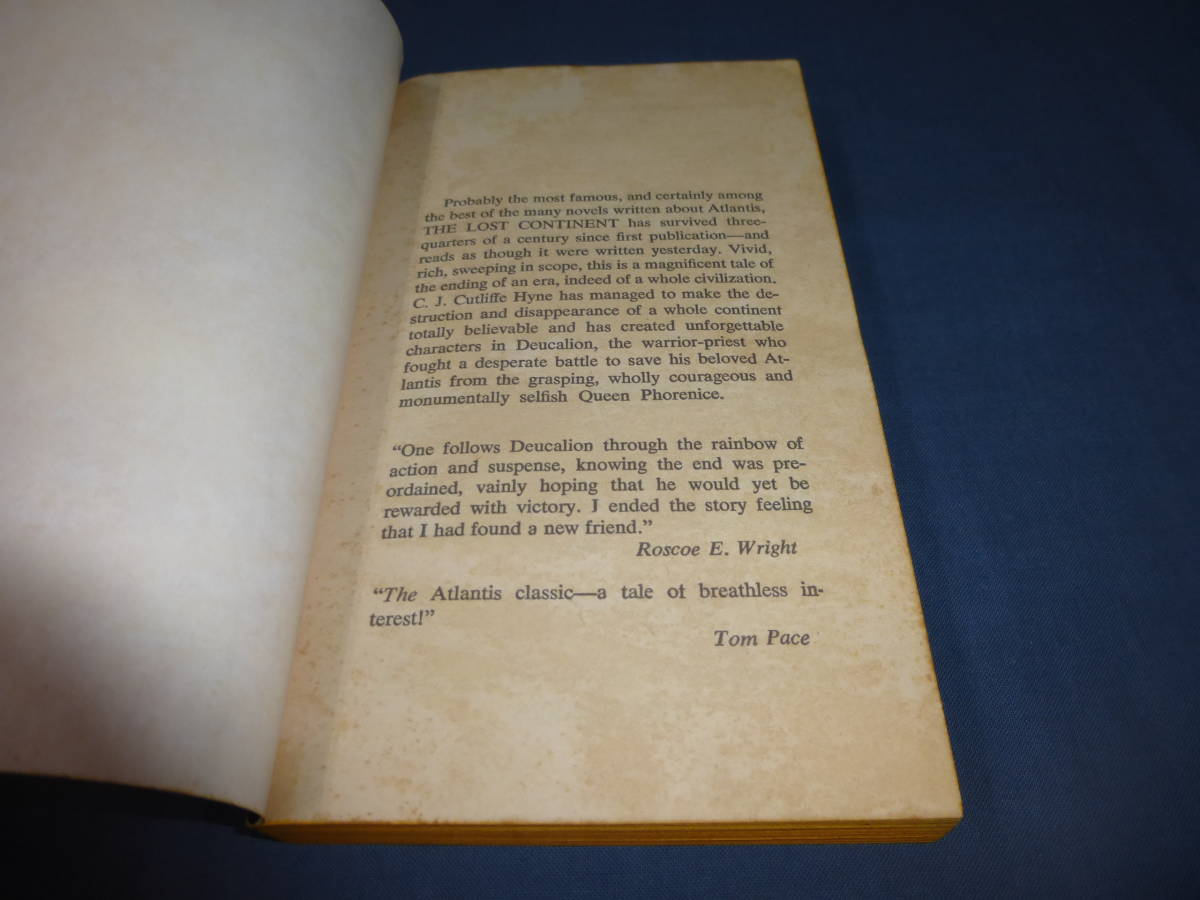 Probably the most famous, and certainly among
the best of the many novels written about Atlantis,
THE LOST CONTINENT has survived three-
quarters of a century since first publication—and
reads as though it were written yesterday. Vivid,
rich, sweeping in scope, this is a magnificent tale of
the ending of an era, indeed of a whole civilization.
C. J. Cutliffe Hyne has managed to make the de-
struction and disappearance of a whole continent
totally believable and has created unforgettable
characters in Deucalion, the warrior-priest who
fought a desperate battle to save his beloved At-
lantis from the grasping, wholly courageous and
monumentally selfish Queen Phorenice.
“One follows Deucalion through the rainbow of
action and suspense, knowing the end was pre-
ordained, vainly hoping that he would yet be
rewarded with victory. I ended the story feeling
that I had found a new friend.”
Roscoe E. Wright
“The Atlantis classic—a tale of breathless in-
terest!”
Tom Pace